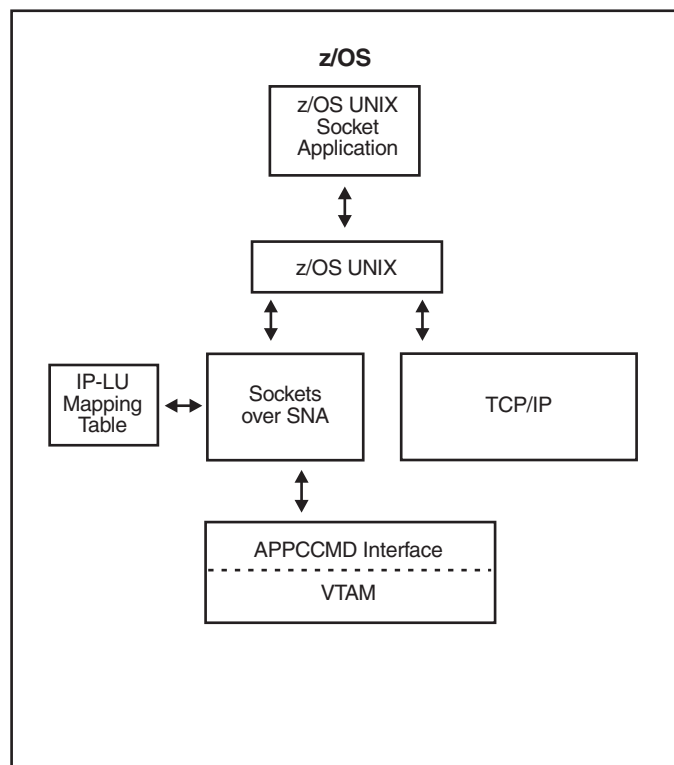 z/OS
z/OS UNIX
Socket
Application
z/OS UNIX
IP-LU
Mapping
Table
Sockets
over SNA
TCP/IP
APPCCMD Interface
VTAM